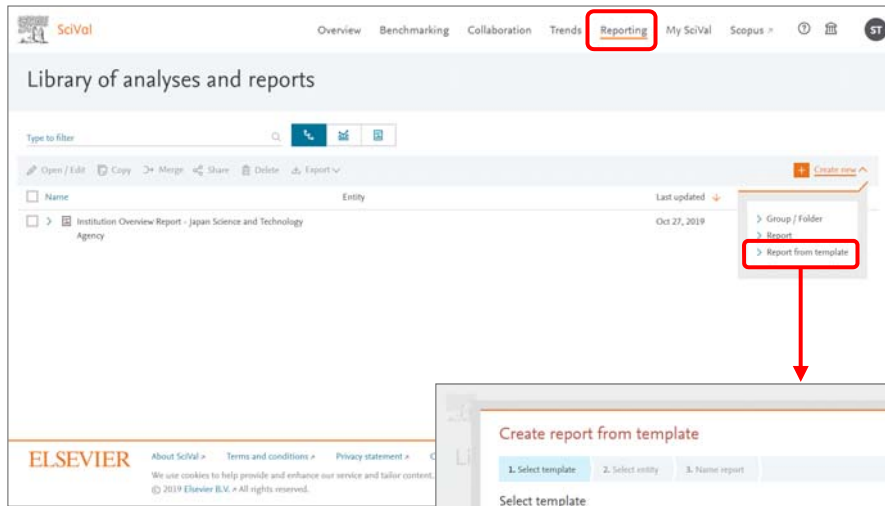 SciVal
Overview Benchmarking Collaboration Trends Reporting My SciVal Scopus ST
Library of analyses and reports
Type to filter
Open / Edit Copy Merge Share Delete Export Create new
Name Entity Last updated
Institution Overview Report - Japan Science and Technology Agency Oct 27, 2019
Group / Folder
Report
Report from template
ELSEVIER
About SciVal Terms and conditions Privacy statement
We use cookies to help provide and enhance our service and tailor content.
© 2019 Elsevier B.V. All rights reserved.
Create report from template
1. Select template 2. Select entity 3. Name report
Select template